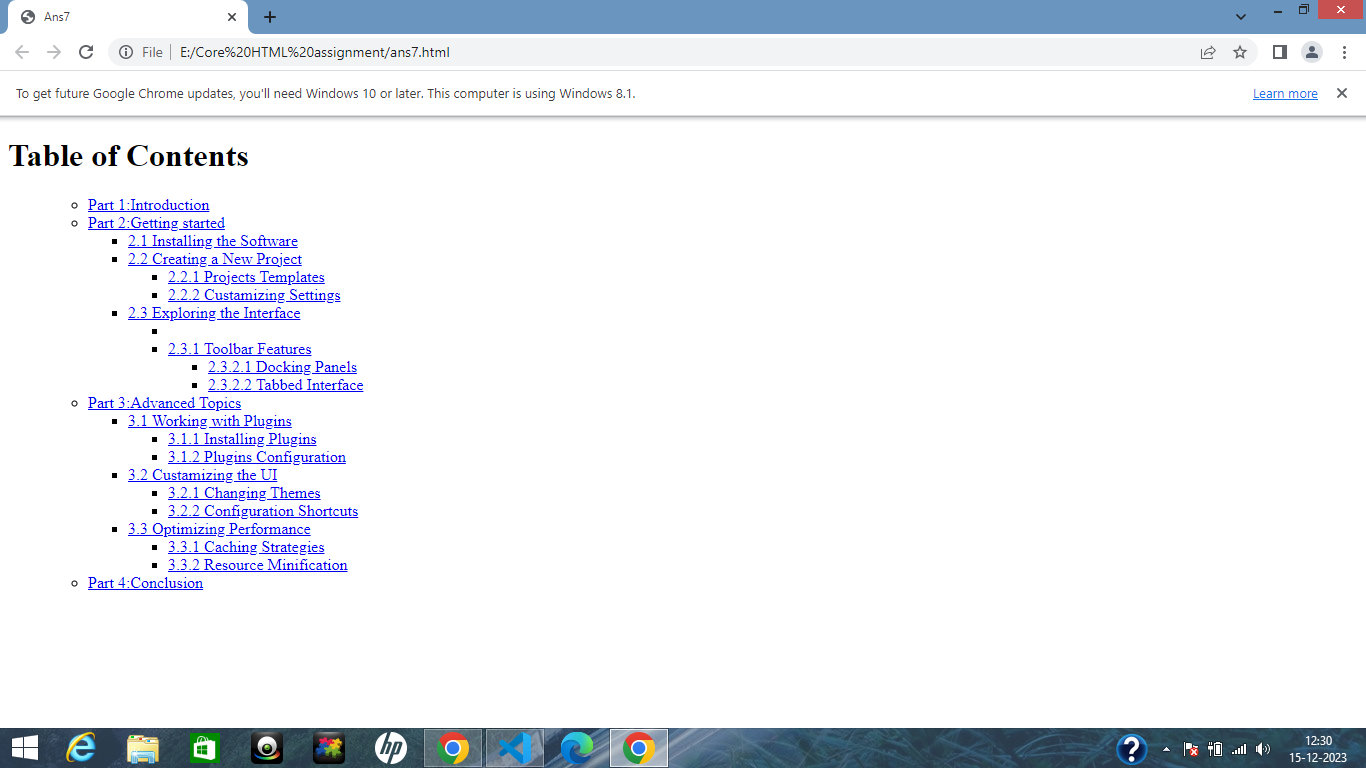 Ans7
File
E:/Core%20HTML%20assignment/ans7.html
To get future Google Chrome updates, you'll need Windows 10 or later. This computer is using Windows 8.1.
Learn more
Table of Contents
Part 1:Introduction
Part 2:Getting started
2.1 Installing the Software
2.2 Creating a New Project
2.2.1 Projects Templates
2.2.2 Custamizing Settings
2.3 Exploring the Interface
2.3.1 Toolbar Features
2.3.2.1 Docking Panels
2.3.2.2 Tabbed Interface
Part 3:Advanced Topics
3.1 Working with Plugins
3.1.1 Installing Plugins
3.1.2 Plugins Configuration
3.2 Custamizing the UI
3.2.1 Changing Themes
3.2.2 Configuration Shortcuts
3.3 Optimizing Performance
3.3.1 Caching Strategies
3.3.2 Resource Minification
Part 4:Conclusion
hp
?
12:30
15-12-2023